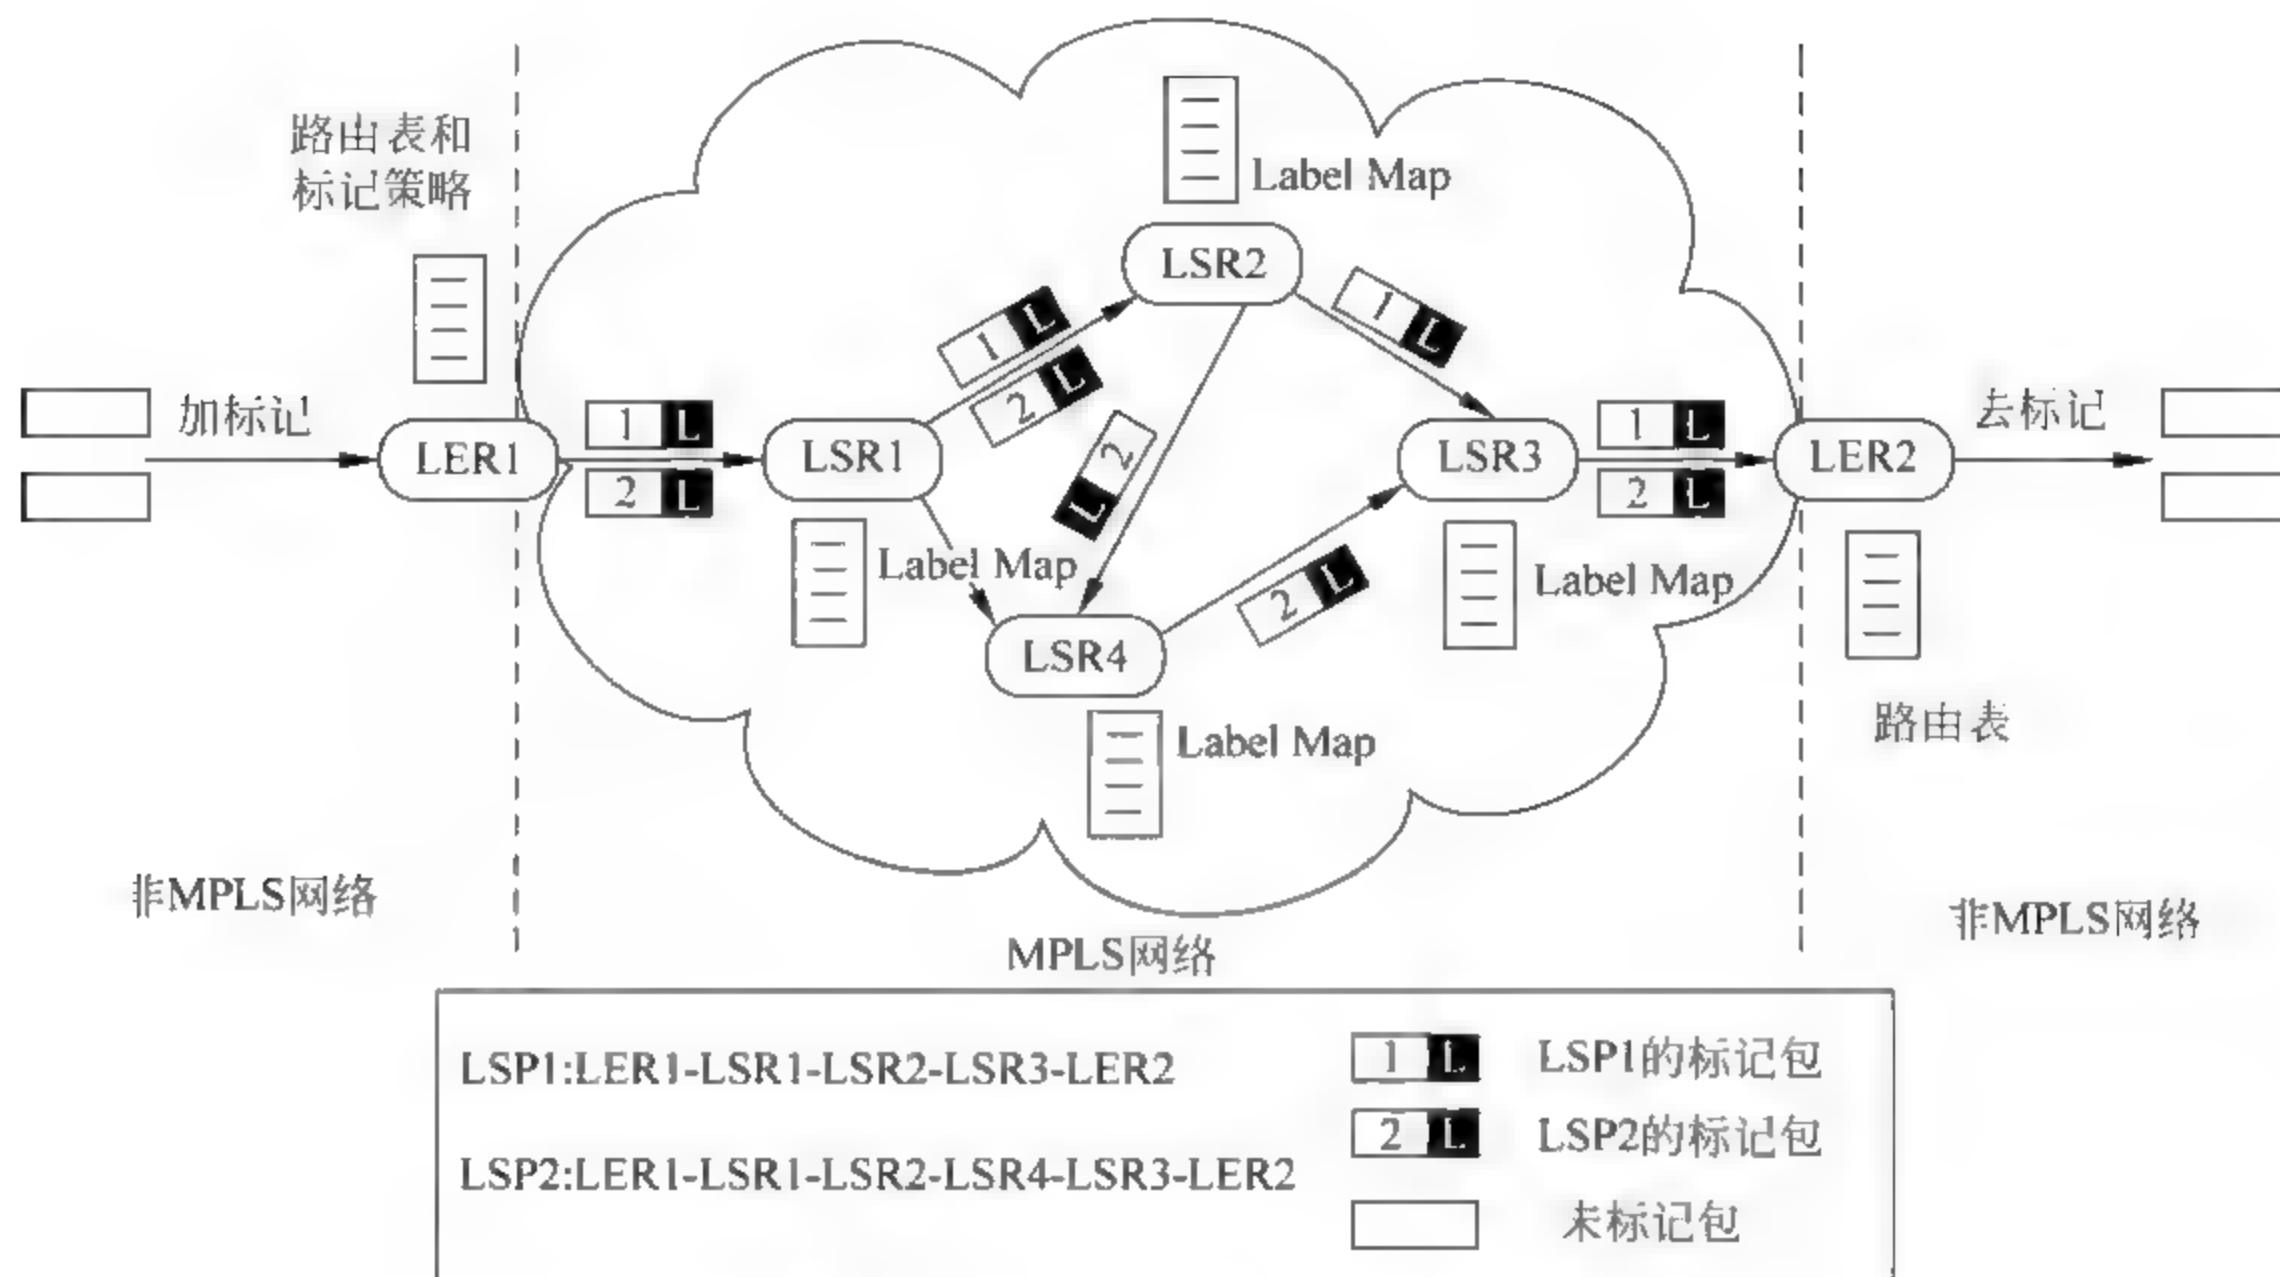 路由表和
标记策略
Label Map
LSR2
1 L
2 L
1 L
加标记
LER1
1 L
2 L
LSR1
L 2
LSR3
1 L
2 L
LER2
去标记
Label Map
2 L
Label Map
LSR4
Label Map
路由表
非MPLS网络
MPLS网络
非MPLS网络
LSP1:LER1-LSR1-LSR2-LSR3-LER2
1 L LSP1的标记包
LSP2:LER1-LSR1-LSR2-LSR4-LSR3-LER2
2 L LSP2的标记包
未标记包